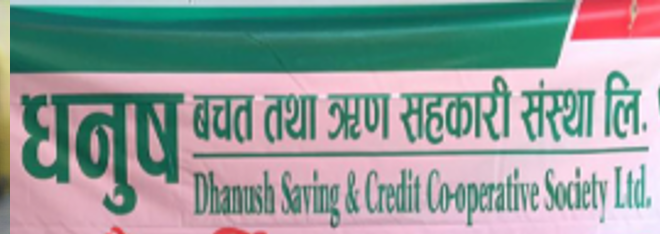 धनुष बचत तथा ऋण सहकारी संस्था लि.
Dhanush Saving & Credit Co-operative Society Ltd.